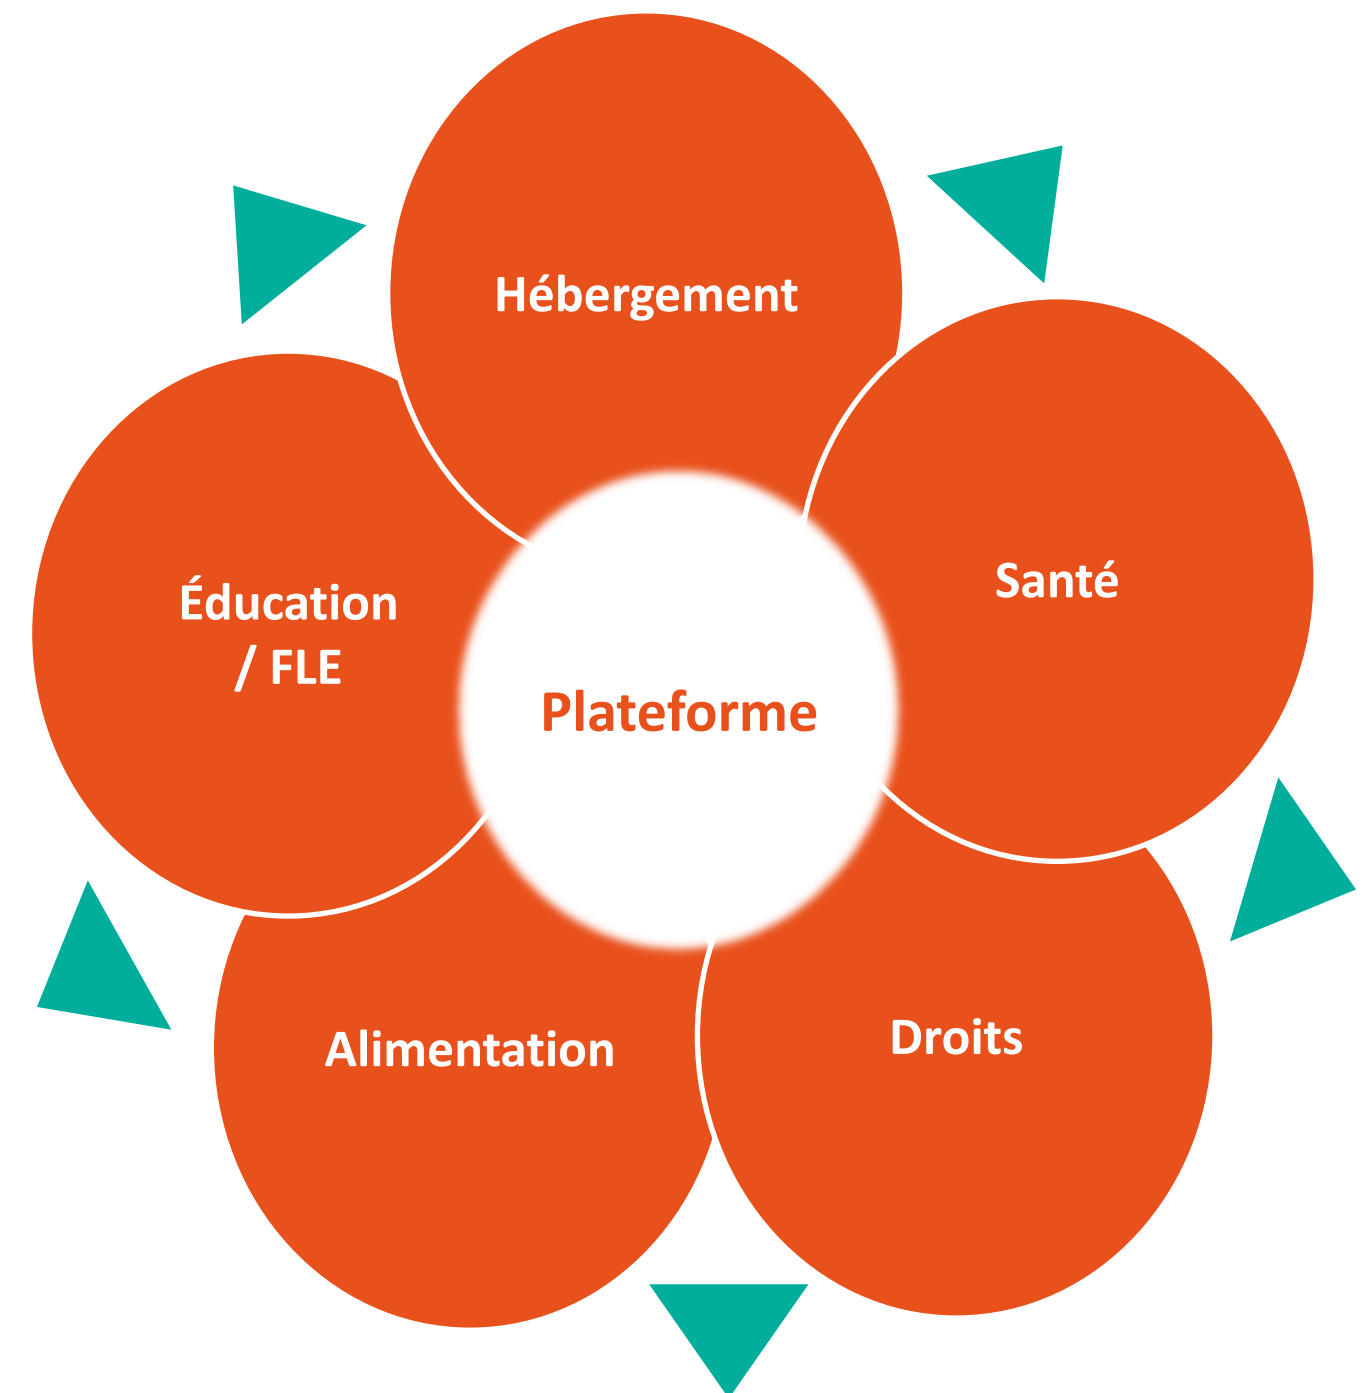 Hébergement
Santé
Éducation
/ FLE
Plateforme
Alimentation
Droits